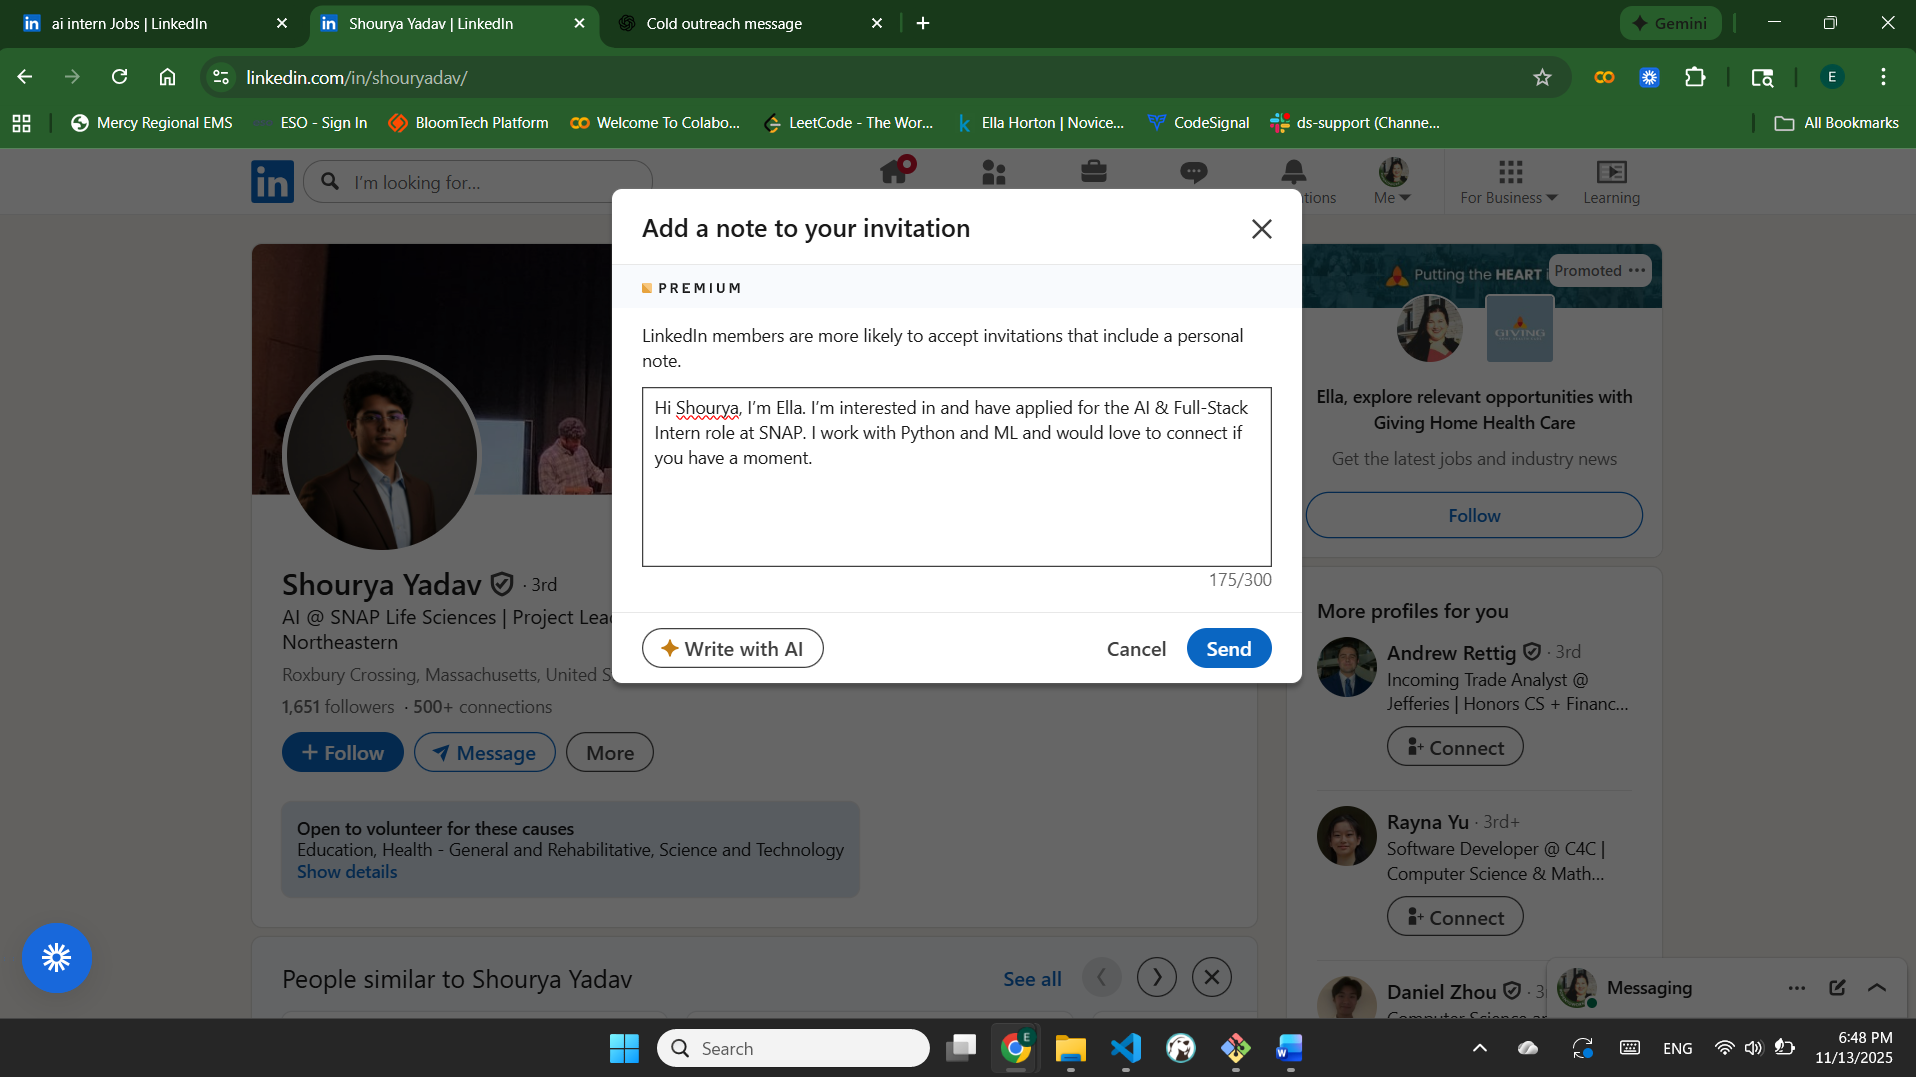 ai intern Jobs | LinkedIn
Shourya Yadav | LinkedIn
Cold outreach message
Gemini
linkedin.com/in/shouryadav/
E
Mercy Regional EMS
ESO - Sign In
BloomTech Platform
Welcome To Colabo...
LeetCode - The Wor...
Ella Horton | Novice...
CodeSignal
ds-support (Channe...
All Bookmarks
in
I'm looking for...
Me
For Business
Learning
Add a note to your invitation
PREMIUM
LinkedIn members are more likely to accept invitations that include a personal
note.
Hi Shourya, I'm Ella. I'm interested in and have applied for the AI & Full-Stack
Intern role at SNAP. I work with Python and ML and would love to connect if
you have a moment.
175/300
Write with AI
Cancel
Send
Shourya Yadav · 3rd
AI @ SNAP Life Sciences | Project
Northeastern
Roxbury Crossing, Massachusetts, United
1,651 followers · 500+ connections
+ Follow
Message
More
Open to volunteer for these causes
Education, Health - General and Rehabilitative, Science and Technology
Show details
People similar to Shourya Yadav
See all
Putting the HEART
Promoted
GIVING
Ella, explore relevant opportunities with
Giving Home Health Care
Get the latest jobs and industry news
Follow
More profiles for you
Andrew Rettig · 3rd
Incoming Trade Analyst @
Jefferies | Honors CS + Financ...
Connect
Rayna Yu · 3rd+
Software Developer @ C4C |
Computer Science & Math...
Connect
Daniel Zhou
Messaging
Search
E
ENG
6:48 PM
11/13/2025